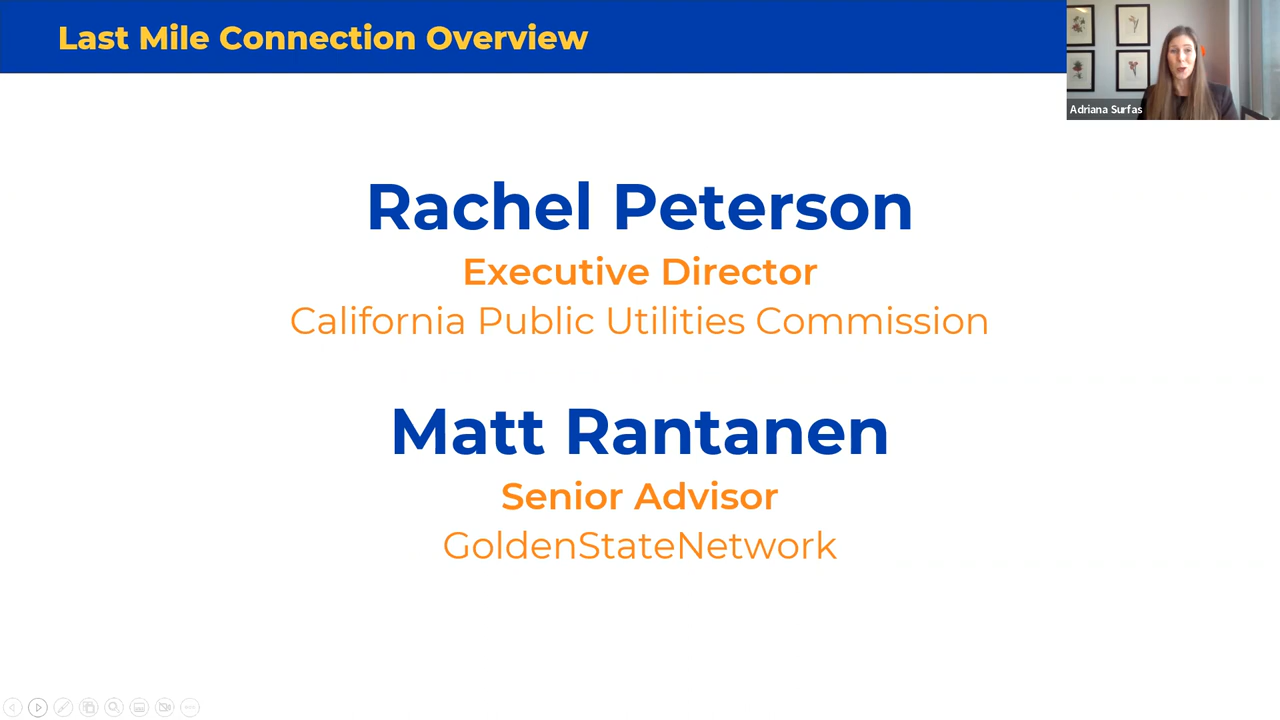 Last Mile Connection Overview
Adriana Surfas
Rachel Peterson
Executive Director
California Public Utilities Commission
Matt Rantanen
Senior Advisor
GoldenStateNetwork